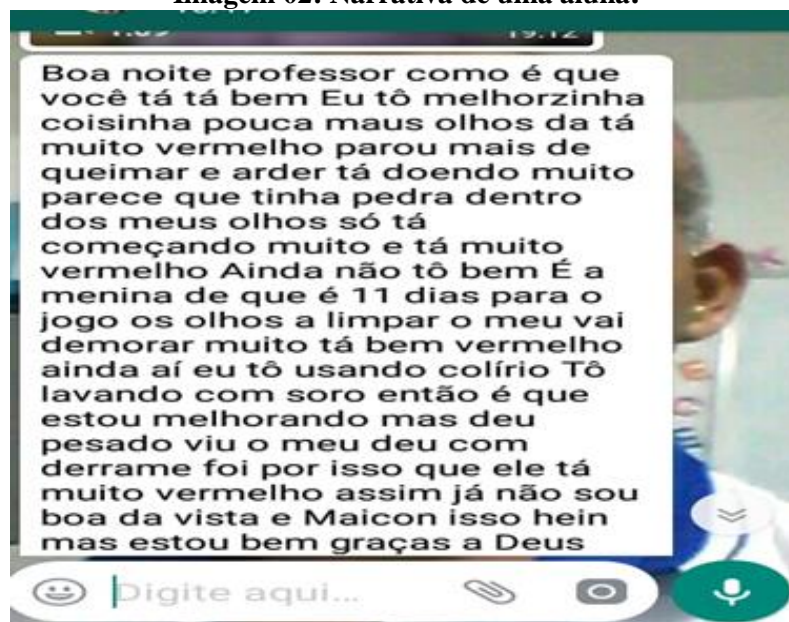 Imagem 02: Narrativa de uma aluna.
19:12
Boa noite professor como é que
você tá tá bem Eu tô melhorzinha
coisinha pouca maus olhos da tá
muito vermelho parou mais de
queimar e arder tá doendo muito
parece que tinha pedra dentro
dos meus olhos só tá
começando muito e tá muito
vermelho Ainda não tô bem É a
menina de que é 11 dias para o
jogo os olhos a limpar o meu vai
demorar muito tá bem vermelho
ainda aí eu tô usando colírio Tô
lavando com soro então é que
estou melhorando mas deu
pesado viu o meu deu com
derrame foi por isso que ele tá
muito vermelho assim já não sou
boa da vista e Maicon isso hein
mas estou bem graças a Deus
Digite aqui...